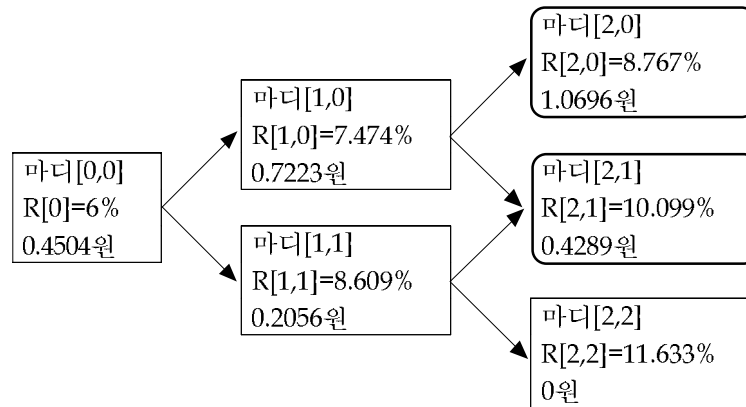 마디[2,0]
R[2,0]=8.767%
1.0696원
마디[1,0]
R[1,0]=7.474%
0.7223원
마디[0,0]
R[0]=6%
0.4504원
마디[2,1]
R[2,1]=10.099%
0.4289원
마디[1,1]
R[1,1]=8.609%
0.2056원
마디[2,2]
R[2,2]=11.633%
0원